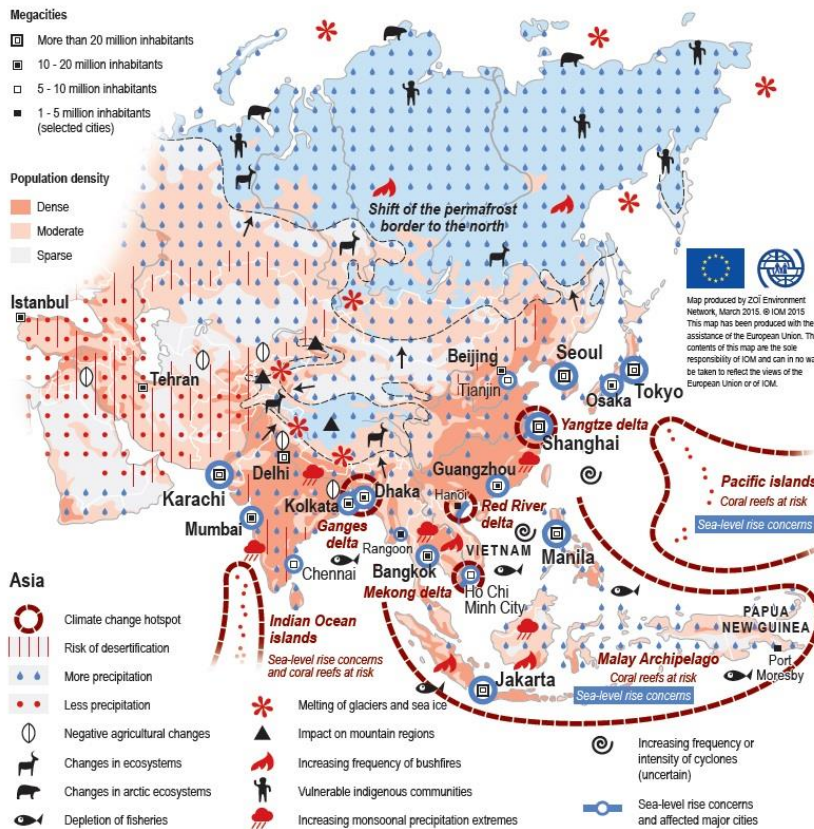 Megacities
More than 20 million inhabitants
10 - 20 million inhabitants
5 - 10 million inhabitants
1 - 5 million inhabitants
(selected cities)
Population density
Dense
Moderate
Sparse
Shift of the permafrost
border to the north
Map produced by ZOÏ Environment
Network, March 2015. © IOM 2015
This map has been produced with the
assistance of the European Union. Th
contents of this map are the sole
responsibility of IOM and can in no wa
be taken to reflect the views of the
European Union or of IOM.
Istanbul
Tehran
Beijing
Tianjin
Seoul
Osaka
Tokyo
Yangtze delta
Shanghai
Delhi
Karachi
Mumbai
Kolkata
Dhaka
Ganges
delta
Guangzhou
Hanoi
Red River
delta
Pacific islands
Coral reefs at risk
Sea-level rise concerns
Rangoon
VIETNAM
Manila
Chennai
Bangkok
Mekong delta
Ho Chi
Minh City
Indian Ocean
islands
Sea-level rise concerns
and coral reefs at risk
PAPUA
NEW GUINEA
Port
Moresby
Malay Archipelago
Coral reefs at risk
Sea-level rise concerns
Jakarta
Asia
Climate change hotspot
Risk of desertification
More precipitation
Less precipitation
Negative agricultural changes
Changes in ecosystems
Changes in arctic ecosystems
Depletion of fisheries
Melting of glaciers and sea ice
Impact on mountain regions
Increasing frequency of bushfires
Vulnerable indigenous communities
Increasing monsoonal precipitation extremes
Increasing frequency or
intensity of cyclones
(uncertain)
Sea-level rise concerns
and affected major cities